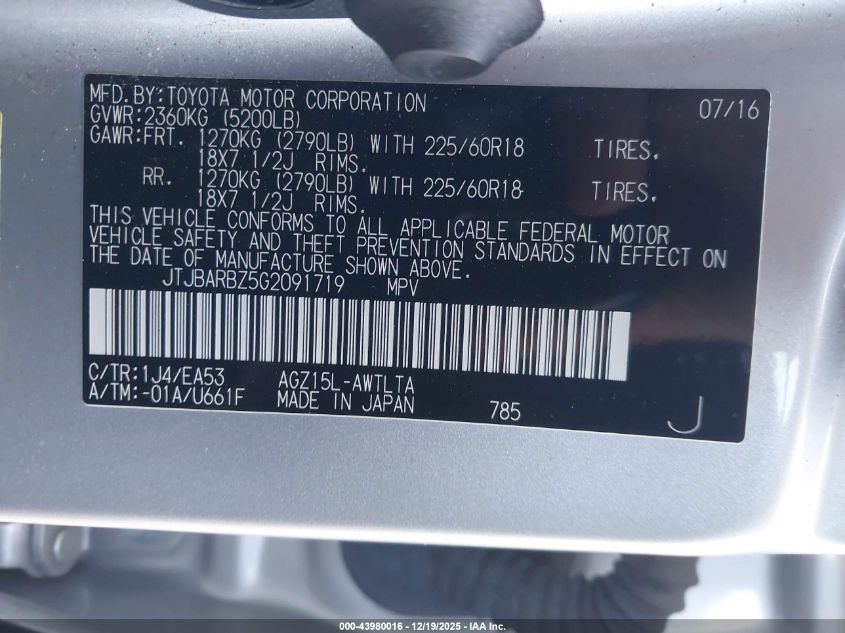 MFD.BY:TOYOTA MOTOR CORPORATION 07/16
GVWR:2360KG (5200LB)
GAWR:FRT. 1270KG (2790LB) WITH 225/60R18 TIRES.
18X7 1/2J RIMS.
RR. 1270KG (2790LB) WITH 225/60R18 TIRES.
18X7 1/2J RIMS.
THIS VEHICLE CONFORMS TO ALL APPLICABLE FEDERAL MOTOR
VEHICLE SAFETY AND THEFT PREVENTION STANDARDS IN EFFECT ON
THE DATE OF MANUFACTURE SHOWN ABOVE.
JTJBARBZ5G2091719 MPV
C/TR:1J4/EA53 AGZ15L-AWTLTA
A/TM:-01A/U661F MADE IN JAPAN 785 J
000-43980016 - 12/19/2025 - IAA Inc.